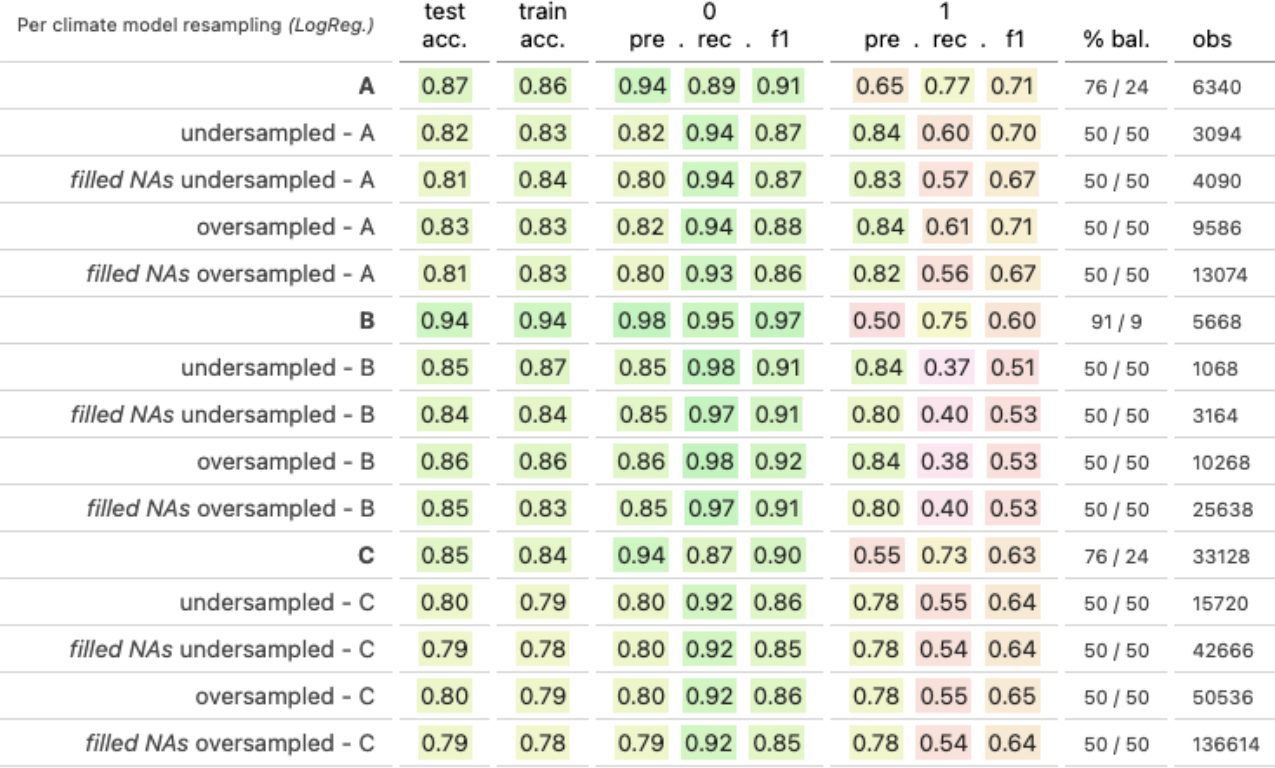 Per climate model resampling (LogReg.) test acc. train acc. 0 pre . rec . f1 1 pre . rec . f1 % bal. obs
A 0.87 0.86 0.94 0.89 0.91 0.65 0.77 0.71 76 / 24 6340
undersampled - A 0.82 0.83 0.82 0.94 0.87 0.84 0.60 0.70 50 / 50 3094
filled NAs undersampled - A 0.81 0.84 0.80 0.94 0.87 0.83 0.57 0.67 50 / 50 4090
oversampled - A 0.83 0.83 0.82 0.94 0.88 0.84 0.61 0.71 50 / 50 9586
filled NAs oversampled - A 0.81 0.83 0.80 0.93 0.86 0.82 0.56 0.67 50 / 50 13074
B 0.94 0.94 0.98 0.95 0.97 0.50 0.75 0.60 91 / 9 5668
undersampled - B 0.85 0.87 0.85 0.98 0.91 0.84 0.37 0.51 50 / 50 1068
filled NAs undersampled - B 0.84 0.84 0.85 0.97 0.91 0.80 0.40 0.53 50 / 50 3164
oversampled - B 0.86 0.86 0.86 0.98 0.92 0.84 0.38 0.53 50 / 50 10268
filled NAs oversampled - B 0.85 0.83 0.85 0.97 0.91 0.80 0.40 0.53 50 / 50 25638
C 0.85 0.84 0.94 0.87 0.90 0.55 0.73 0.63 76 / 24 33128
undersampled - C 0.80 0.79 0.80 0.92 0.86 0.78 0.55 0.64 50 / 50 15720
filled NAs undersampled - C 0.79 0.78 0.80 0.92 0.85 0.78 0.54 0.64 50 / 50 42666
oversampled - C 0.80 0.79 0.80 0.92 0.86 0.78 0.55 0.65 50 / 50 50536
filled NAs oversampled - C 0.79 0.78 0.79 0.92 0.85 0.78 0.54 0.64 50 / 50 136614